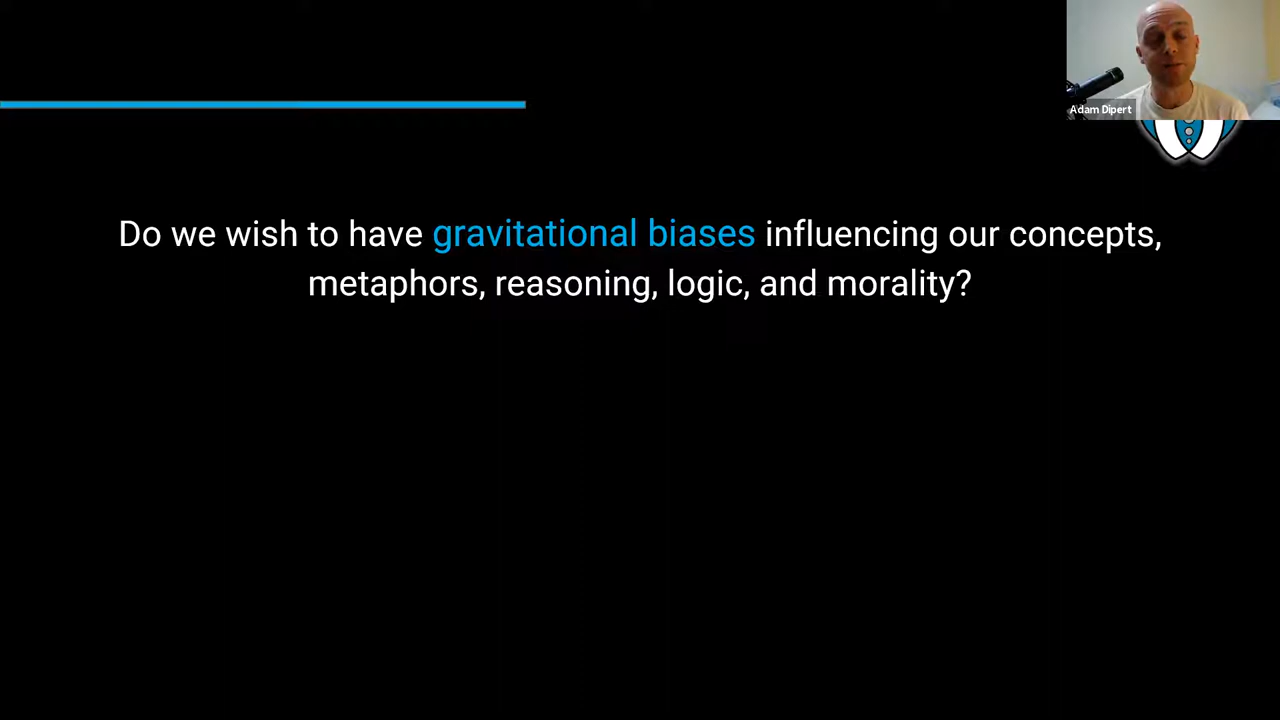 Adam Dipert
Do we wish to have gravitational biases influencing our concepts,
metaphors, reasoning, logic, and morality?